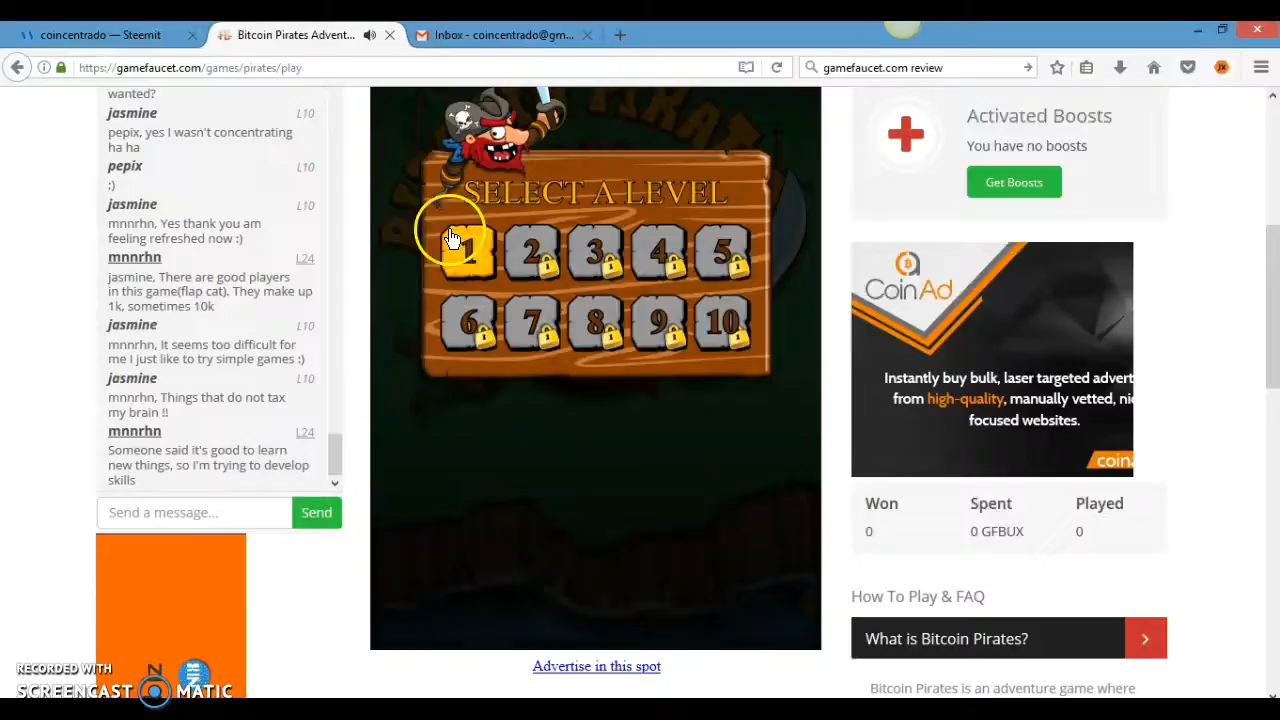 coincentrado — Steemit
Bitcoin Pirates Advent...
Inbox - coincentrado@gm...
https://gamefaucet.com/games/pirates/play
gamefaucet.com review
wanted?
jasmine L10
pepix, yes I wasn't concentrating
ha ha
pepix L10
:)
jasmine L10
mnnrhn, Yes thank you am
feeling refreshed now :)
mnnrhn L24
jasmine, There are good players
in this game(flap cat). They make up
1k, sometimes 10k
jasmine L10
mnnrhn, It seems too difficult for
me I just like to try simple games :)
jasmine L10
mnnrhn, Things that do not tax
my brain !!
mnnrhn L24
Someone said it's good to learn
new things, so I'm trying to develop
skills
Send a message... Send
SELECT A LEVEL
1 2 3 4 5
6 7 8 9 10
Advertise in this spot
Activated Boosts
You have no boosts
Get Boosts
CoinAd
Instantly buy bulk, laser targeted advert
from high-quality, manually vetted, ni
focused websites.
coin
Won Spent Played
0 0 GFBUX 0
How To Play & FAQ
What is Bitcoin Pirates?
Bitcoin Pirates is an adventure game where
RECORDED WITH
SCREENCAST MATIC
N